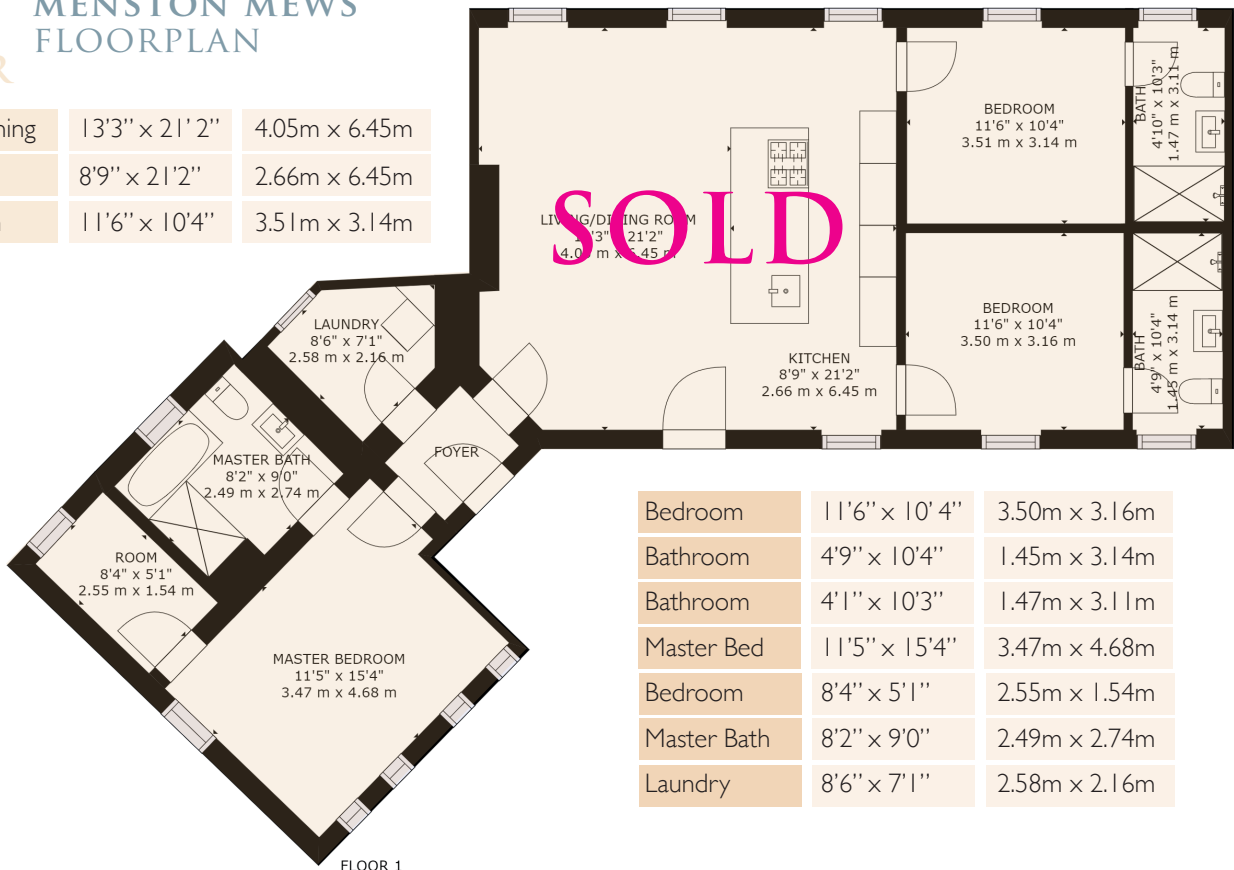 MENSTON MEWS
FLOORPLAN
R
ning 13'3'' x 21' 2'' 4.05m x 6.45m
8'9'' x 21'2'' 2.66m x 6.45m
11'6'' x 10'4'' 3.51m x 3.14m
BEDROOM
11'6" x 10'4"
3.51 m x 3.14 m
BATH
4'10" x 10'3"
1.47 m x 3.11 m
SOLD
LIVING/DINING ROOM
21'2"
m x 6.45 m
KITCHEN
8'9" x 21'2"
2.66 m x 6.45 m
BEDROOM
11'6" x 10'4"
3.50 m x 3.16 m
BATH
4'9" x 10'4"
1.45 m x 3.14 m
LAUNDRY
8'6" x 7'1"
2.58 m x 2.16 m
FOYER
MASTER BATH
8'2" x 9'0"
2.49 m x 2.74 m
ROOM
8'4" x 5'1"
2.55 m x 1.54 m
MASTER BEDROOM
11'5" x 15'4"
3.47 m x 4.68 m
Bedroom 11'6'' x 10' 4'' 3.50m x 3.16m
Bathroom 4'9'' x 10'4'' 1.45m x 3.14m
Bathroom 4'1'' x 10'3'' 1.47m x 3.11m
Master Bed 11'5'' x 15'4'' 3.47m x 4.68m
Bedroom 8'4'' x 5'1'' 2.55m x 1.54m
Master Bath 8'2'' x 9'0'' 2.49m x 2.74m
Laundry 8'6'' x 7'1'' 2.58m x 2.16m
FLOOR 1